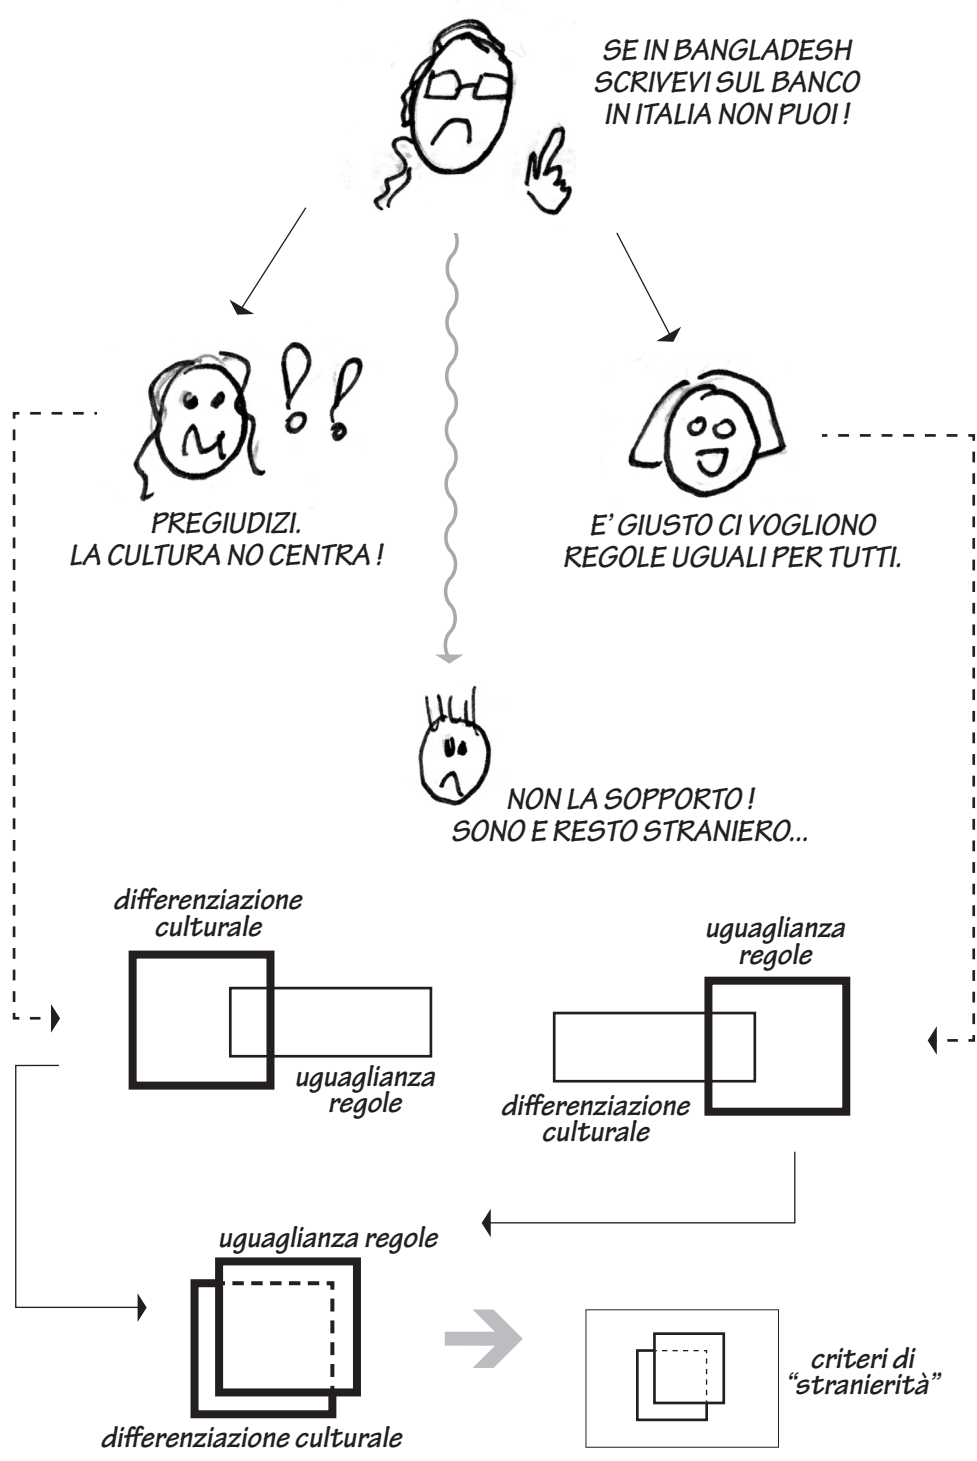 SE IN BANGLADESH
SCRIVEVI SUL BANCO
IN ITALIA NON PUOI !
PREGIUDIZI.
LA CULTURA NO CENTRA !
E' GIUSTO CI VOGLIONO
REGOLE UGUALI PER TUTTI.
NON LA SOPPORTO !
SONO E RESTO STRANIERO...
differenziazione
culturale
uguaglianza
regole
uguaglianza
regole
differenziazione
culturale
uguaglianza regole
differenziazione culturale
criteri di
“stranierità”